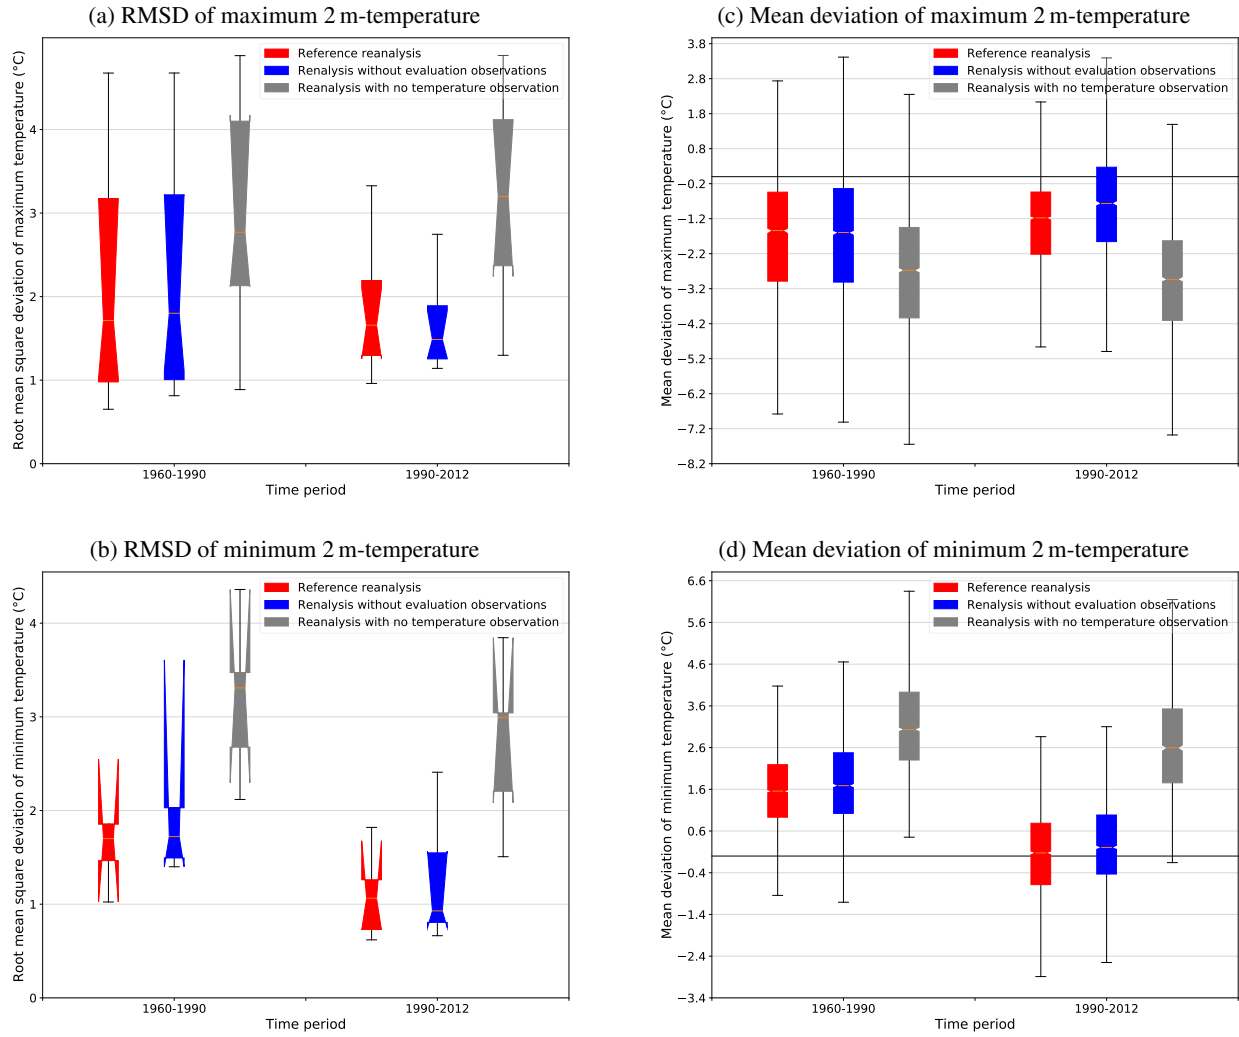 (a) RMSD of maximum 2 m-temperature
Root mean square deviation of maximum temperature (°C)
4
3
2
1
0
Reference reanalysis
Renalysis without evaluation observations
Reanalysis with no temperature observation
1960-1990
1990-2012
Time period
(c) Mean deviation of maximum 2 m-temperature
Mean deviation of maximum temperature (°C)
3.8
2.8
1.8
0.8
−0.2
−1.2
−2.2
−3.2
−4.2
−5.2
−6.2
−7.2
−8.2
Reference reanalysis
Renalysis without evaluation observations
Reanalysis with no temperature observation
1960-1990
1990-2012
Time period
(b) RMSD of minimum 2 m-temperature
Root mean square deviation of minimum temperature (°C)
4
3
2
1
0
Reference reanalysis
Renalysis without evaluation observations
Reanalysis with no temperature observation
1960-1990
1990-2012
Time period
(d) Mean deviation of minimum 2 m-temperature
Mean deviation of minimum temperature (°C)
6.6
5.6
4.6
3.6
2.6
1.6
0.6
−0.4
−1.4
−2.4
−3.4
Reference reanalysis
Renalysis without evaluation observations
Reanalysis with no temperature observation
1960-1990
1990-2012
Time period